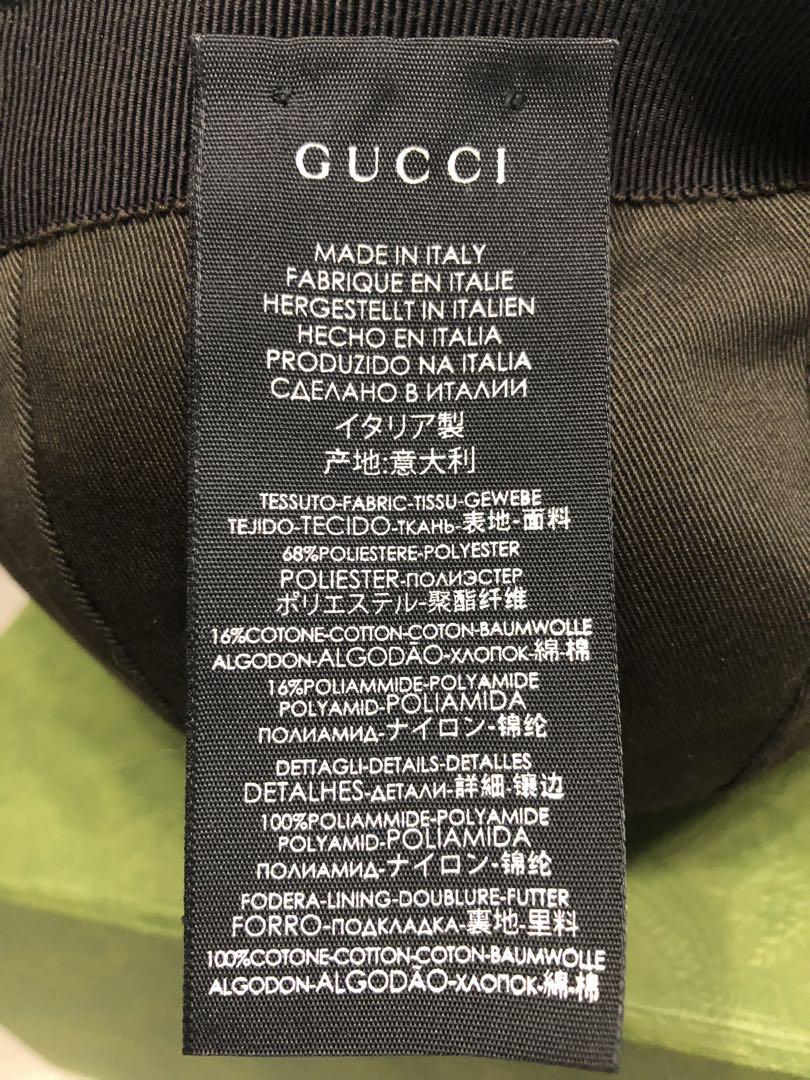 GUCCI
MADE IN ITALY
FABRIQUE EN ITALIE
HERGESTELLT IN ITALIEN
HECHO EN ITALIA
PRODUZIDO NA ITALIA
СДЕЛАНО В ИТАЛИИ
イタリア製
产地:意大利
TESSUTO-FABRIC-TISSU-GEWEBE
TEJIDO-TECIDO-ТКАНЬ-表地-面料
68%POLIESTERE-POLYESTER
POLIESTER-ПОЛИЭСТЕР
ポリエステル-聚酯纤维
16%COTONE-COTTON-COTON-BAUMWOLLE
ALGODON-ALGODÃO-ХЛОПОК-綿-棉
16%POLIAMMIDE-POLYAMIDE
POLYAMID-POLIAMIDA
ПОЛИАМИД-ナイロン-锦纶
DETTAGLI-DETAILS-DETALLES
DETALHES-ДЕТАЛИ-詳細-镶边
100%POLIAMMIDE-POLYAMIDE
POLYAMID-POLIAMIDA
ПОЛИАМИД-ナイロン-锦纶
FODERA-LINING-DOUBLURE-FUTTER
FORRO-ПОДКЛАДКА-裏地-里料
100%COTONE-COTTON-COTON-BAUMWOLLE
ALGODON-ALGODÃO-ХЛОПОК-綿-棉